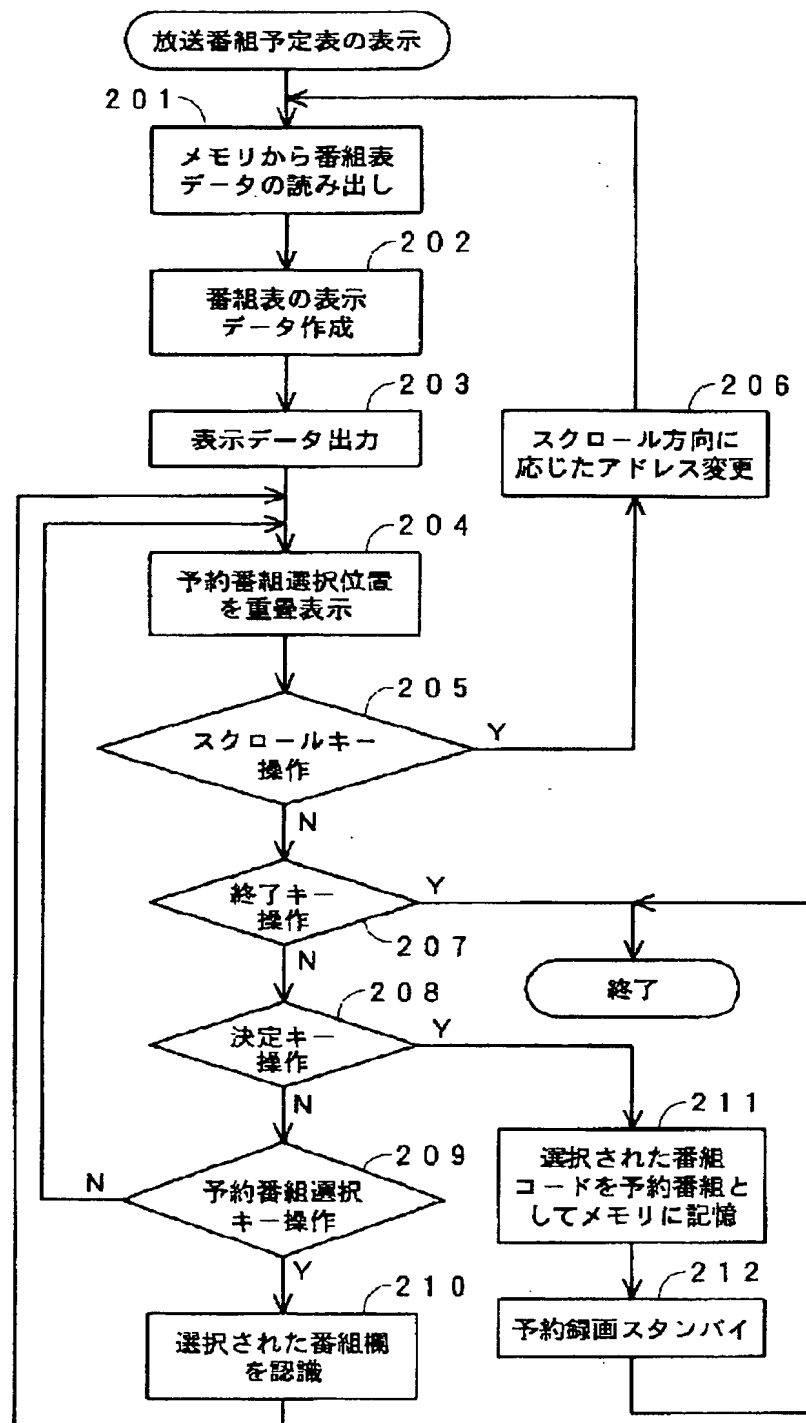 放送番組予定表の表示
201
メモリから番組表
データの読み出し
202
番組表の表示
データ作成
203
表示データ出力
206
スクロール方向に
応じたアドレス変更
204
予約番組選択位置
を重畳表示
205
スクロールキー
操作
Y
N
終了キー
操作
Y
207
N
終了
208
決定キー
操作
Y
N
209
予約番組選択
キー操作
N
Y
211
選択された番組
コードを予約番組と
してメモリに記憶
210
選択された番組欄
を認識
212
予約録画スタンバイ